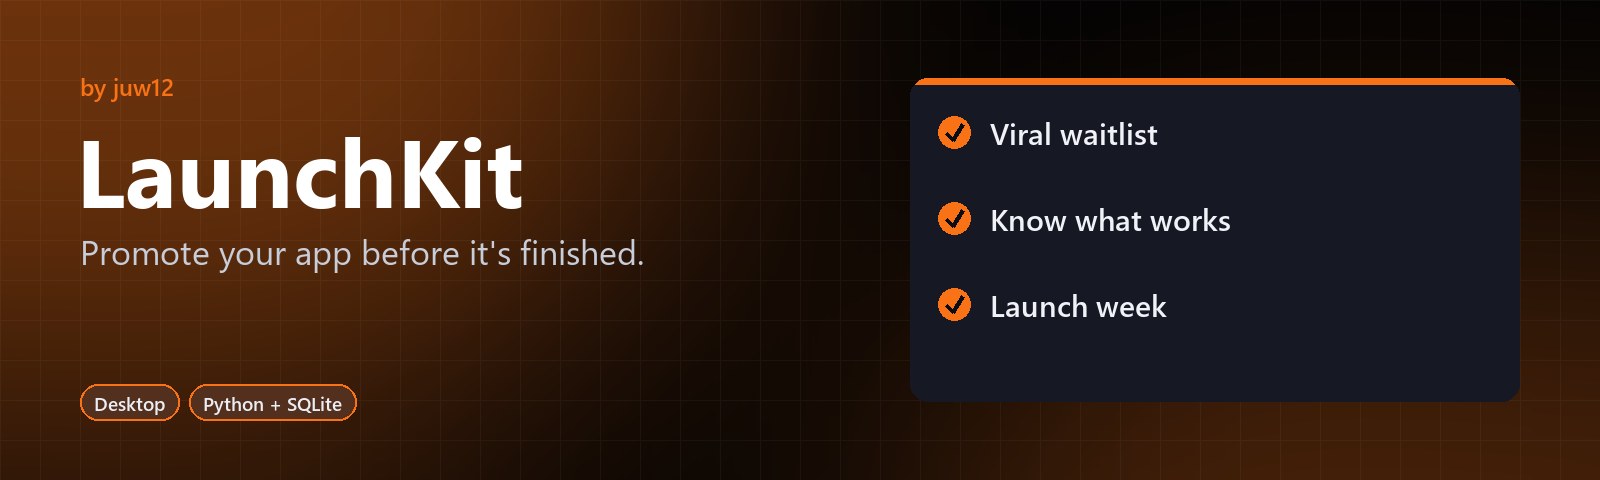 by juw12
LaunchKit
Promote your app before it's finished.
Desktop
Python + SQLite
Viral waitlist
Know what works
Launch week